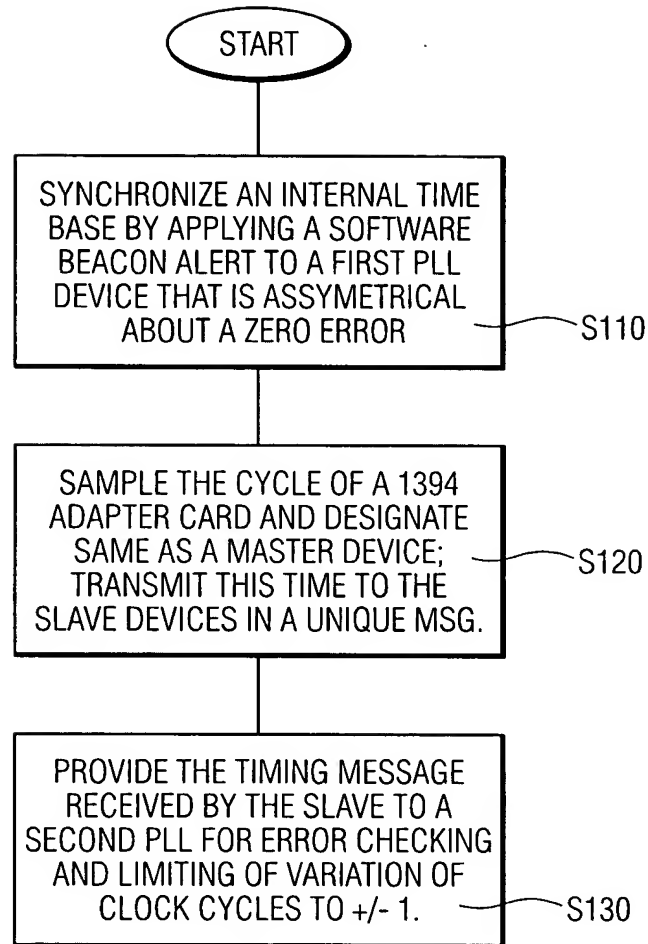 START
SYNCHRONIZE AN INTERNAL TIME
BASE BY APPLYING A SOFTWARE
BEACON ALERT TO A FIRST PLL
DEVICE THAT IS ASSYMETRICAL
ABOUT A ZERO ERROR
S110
SAMPLE THE CYCLE OF A 1394
ADAPTER CARD AND DESIGNATE
SAME AS A MASTER DEVICE;
TRANSMIT THIS TIME TO THE
SLAVE DEVICES IN A UNIQUE MSG.
S120
PROVIDE THE TIMING MESSAGE
RECEIVED BY THE SLAVE TO A
SECOND PLL FOR ERROR CHECKING
AND LIMITING OF VARIATION OF
CLOCK CYCLES TO +/- 1.
S130